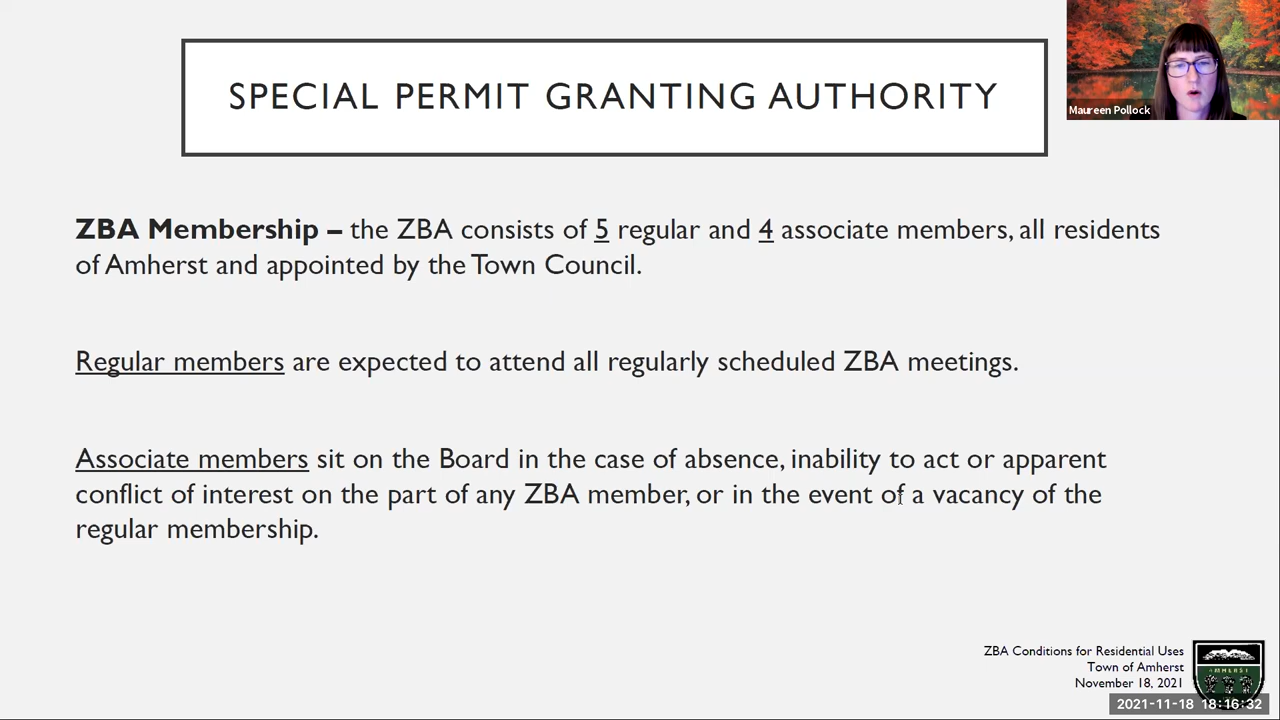 SPECIAL PERMIT GRANTING AUTHORITY
Maureen Pollock
ZBA Membership – the ZBA consists of 5 regular and 4 associate members, all residents
of Amherst and appointed by the Town Council.
Regular members are expected to attend all regularly scheduled ZBA meetings.
Associate members sit on the Board in the case of absence, inability to act or apparent
conflict of interest on the part of any ZBA member, or in the event of a vacancy of the
regular membership.
ZBA Conditions for Residential Uses
Town of Amherst
November 18, 2021
AMHERST
2021-11-18 18:16:32